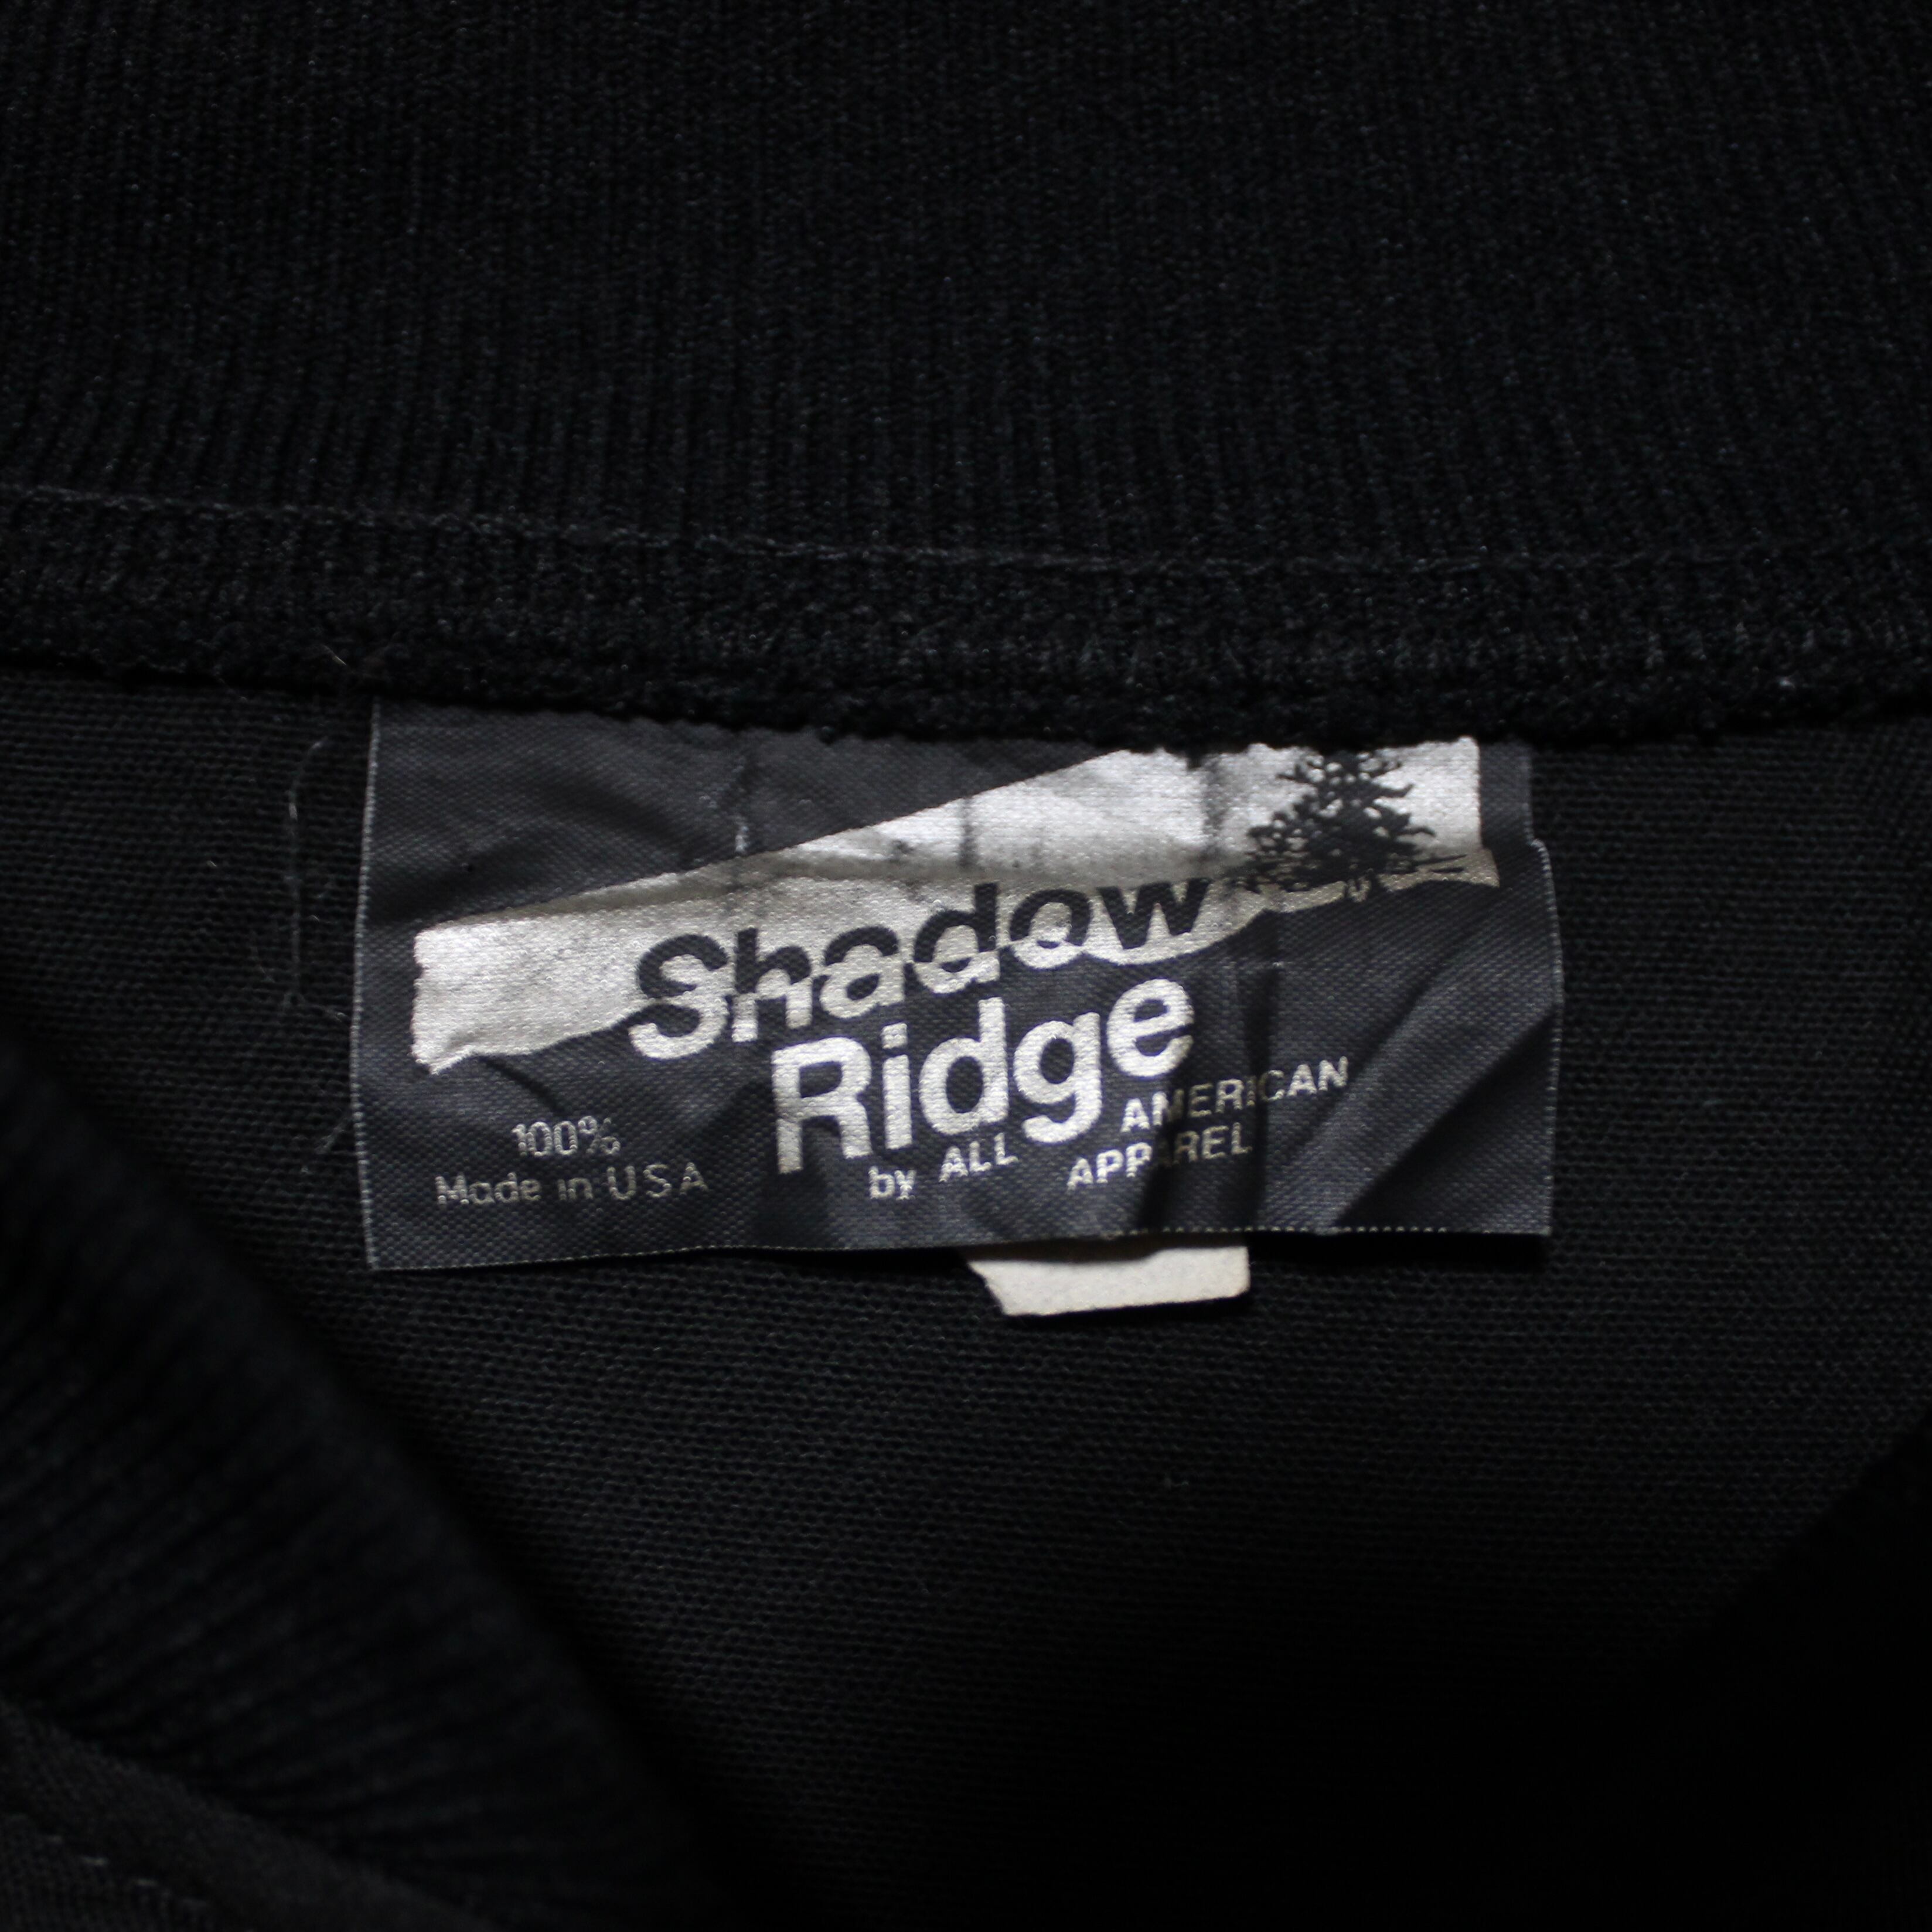 Shadow
Ridge
by ALL AMERICAN
APPAREL
100%
Made in USA